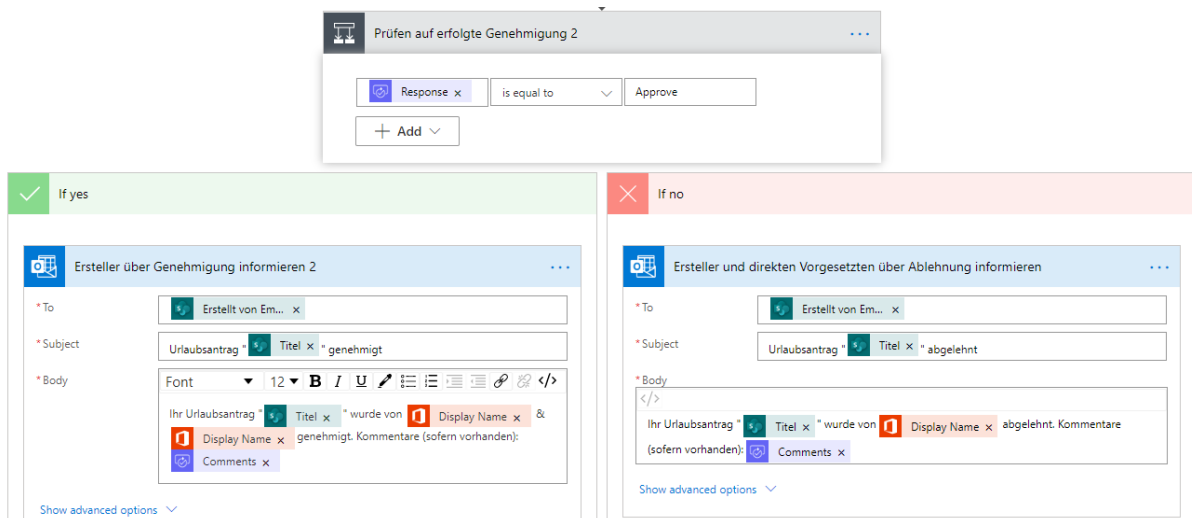 Prüfen auf erfolgte Genehmigung 2
Response x is equal to Approve
Add
If yes
Ersteller über Genehmigung informieren 2
* To Erstellt von Em... x
* Subject Urlaubsantrag " Titel x " genehmigt
* Body
Font 12 B I U </>
Ihr Urlaubsantrag " Titel x " wurde von Display Name x &
Display Name x genehmigt. Kommentare (sofern vorhanden):
Comments x
Show advanced options
If no
Ersteller und direkten Vorgesetzten über Ablehnung informieren
* To Erstellt von Em... x
* Subject Urlaubsantrag " Titel x " abgelehnt
* Body
</>
Ihr Urlaubsantrag " Titel x " wurde von Display Name x abgelehnt. Kommentare
(sofern vorhanden): Comments x
Show advanced options